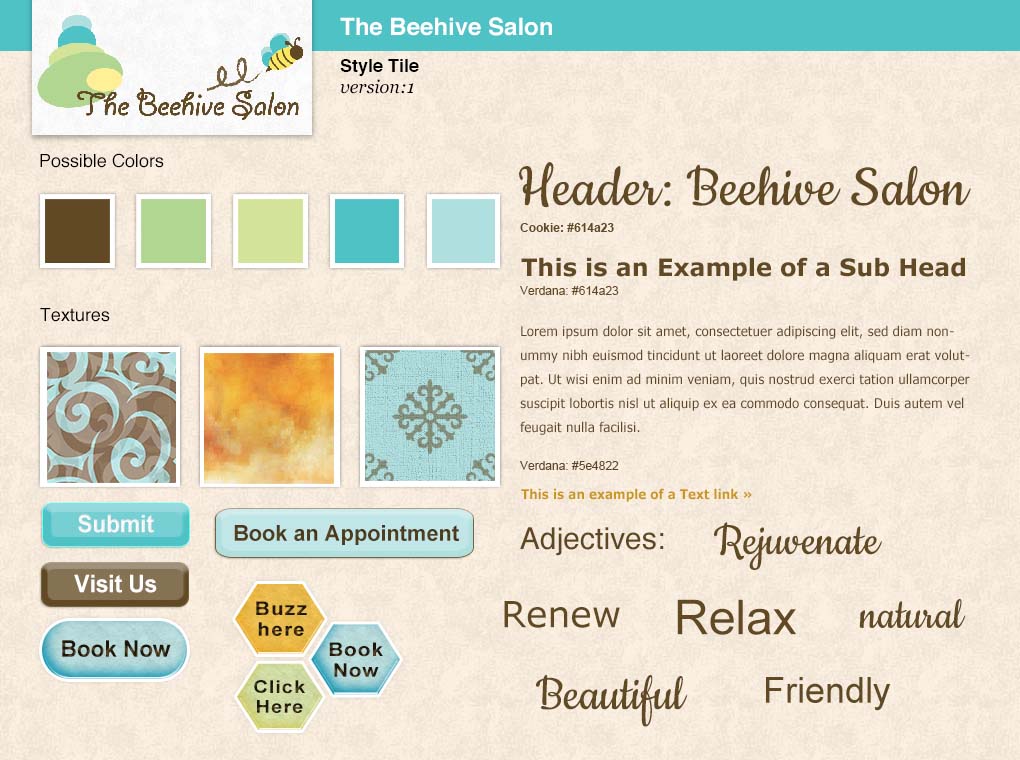 The Beehive Salon
The Beehive Salon
Style Tile
version:1
Possible Colors
Textures
Submit
Visit Us
Book Now
Book an Appointment
Buzz
here
Book
Now
Click
Here
Header: Beehive Salon
Cookie: #614a23
This is an Example of a Sub Head
Verdana: #614a23
Lorem ipsum dolor sit amet, consectetuer adipiscing elit, sed diam non-
ummy nibh euismod tincidunt ut laoreet dolore magna aliquam erat volut-
pat. Ut wisi enim ad minim veniam, quis nostrud exerci tation ullamcorper
suscipit lobortis nisl ut aliquip ex ea commodo consequat. Duis autem vel
feugait nulla facilisi.
Verdana: #5e4822
This is an example of a Text link »
Adjectives: Rejuvenate
Renew Relax natural
Beautiful Friendly